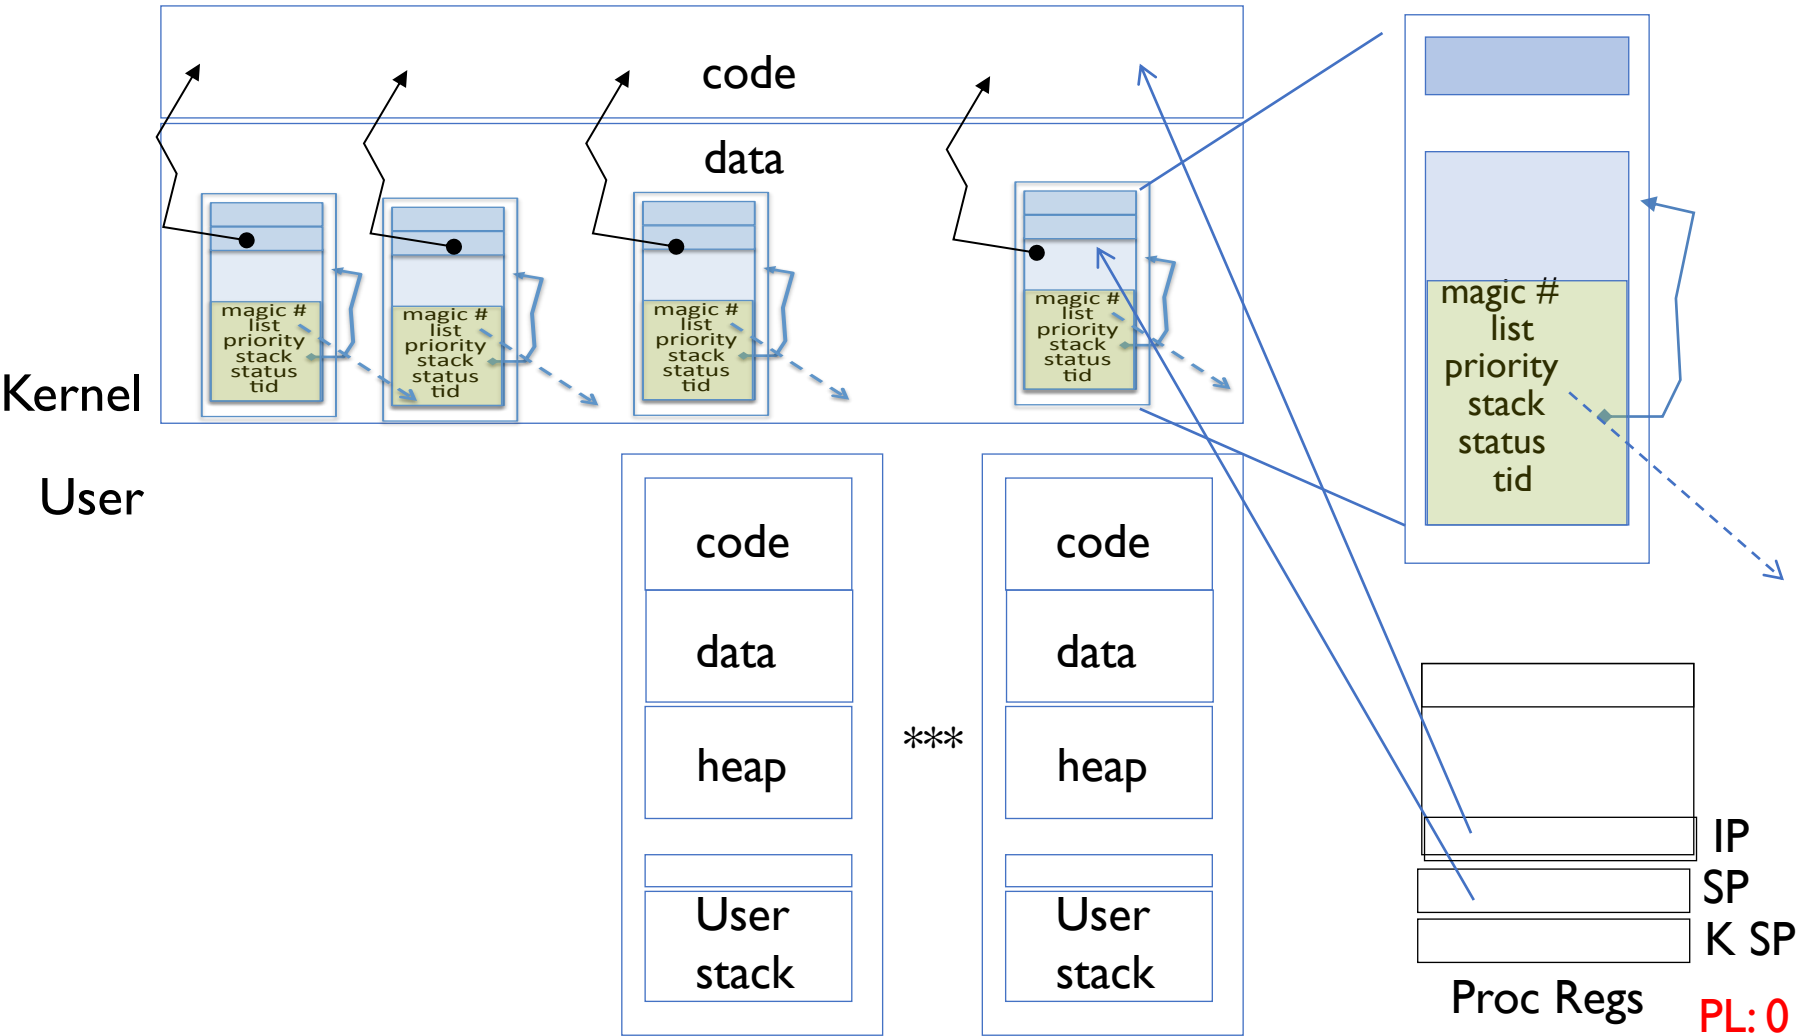 code
data
magic #
list
priority
stack
status
tid
magic #
list
priority
stack
status
tid
magic #
list
priority
stack
status
tid
magic #
list
priority
stack
status
tid
magic #
list
priority
stack
status
tid
Kernel
User
code
data
heap
User
stack
***
code
data
heap
User
stack
IP
SP
K SP
Proc Regs
PL: 0